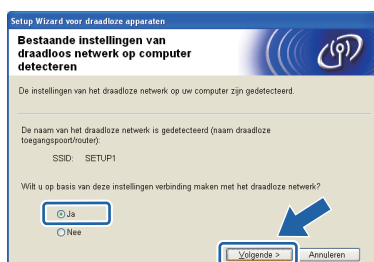 Setup Wizard voor draadloze apparaten
Bestaande instellingen van
draadloos netwerk op computer
detecteren
De instellingen van het draadloze netwerk op uw computer zijn gedetecteerd.
De naam van het draadloze netwerk is gedetecteerd (naam draadloze
toegangspoort/router):
SSID: SETUP1
Wilt u op basis van deze instellingen verbinding maken met het draadloze netwerk?
Ja
Nee
Volgende >
Annuleren